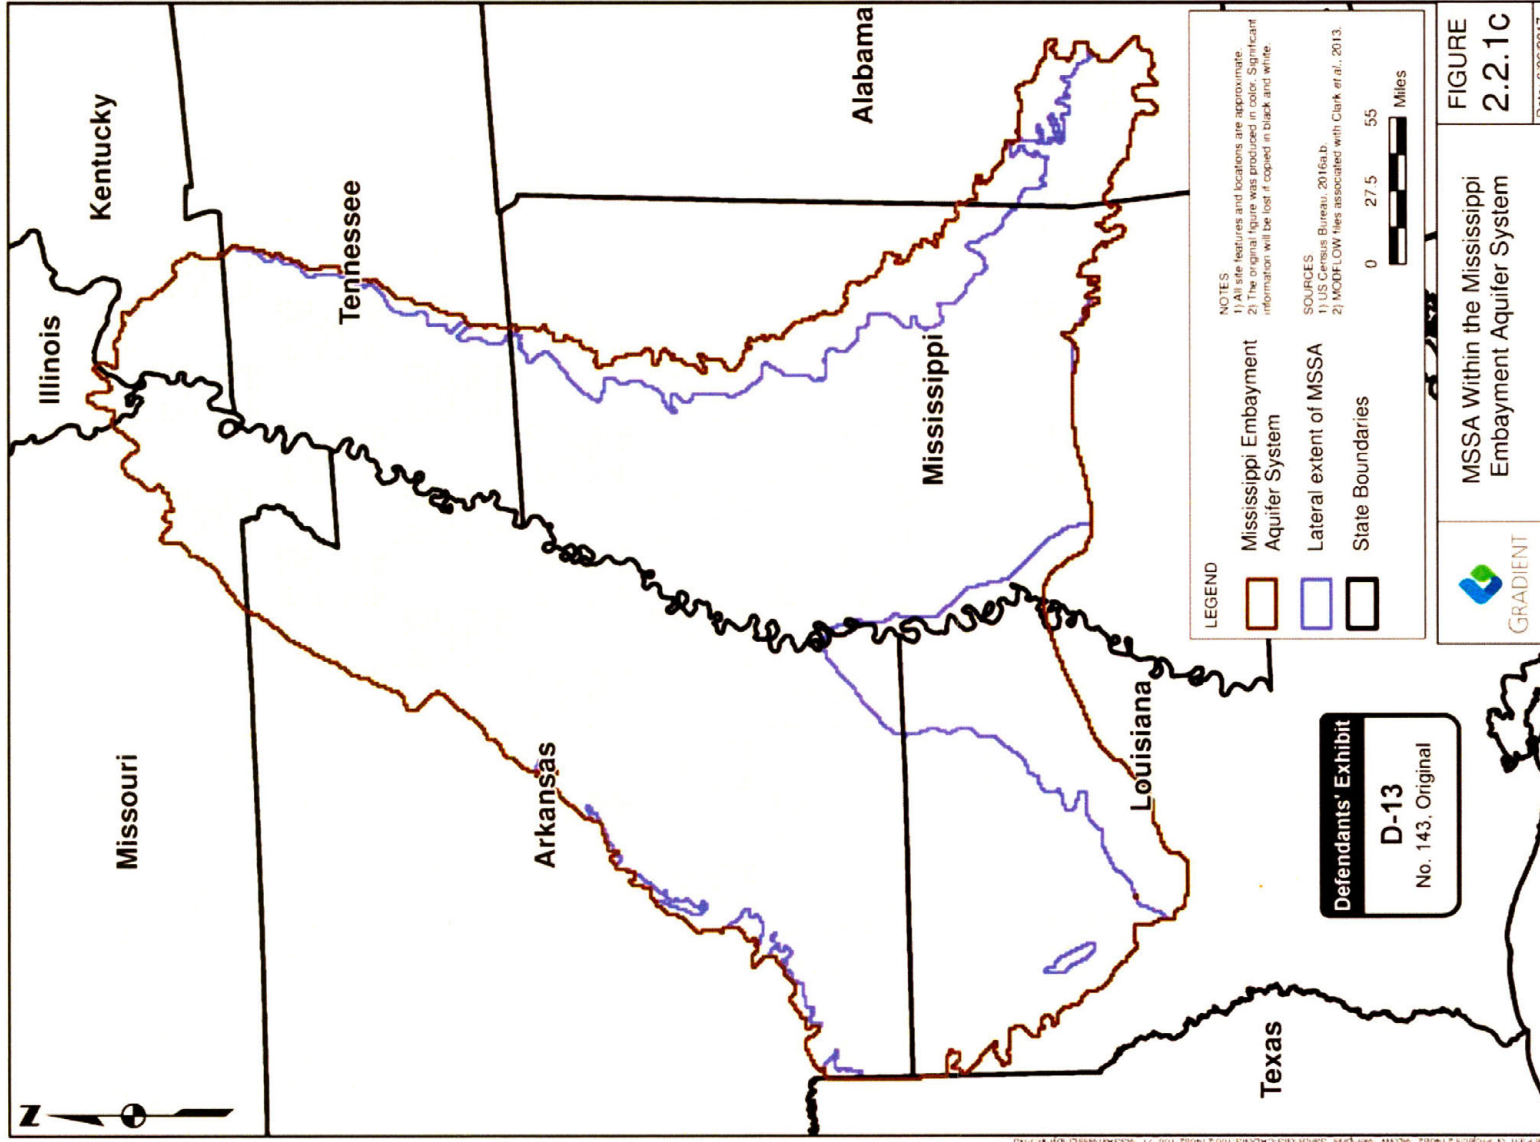 N
Illinois
Kentucky
Missouri
Tennessee
Arkansas
Mississippi
Alabama
Louisiana
Texas
LEGEND
Mississippi Embayment
Aquifer System
Lateral extent of MSSA
State Boundaries
NOTES
1) All site features and locations are approximate.
2) The original figure was produced in color. Significant
information will be lost if copied in black and white.
SOURCES
1) US Census Bureau, 2016a,b.
2) MODFLOW files associated with Clark et al., 2013.
0 27.5 55
Miles
Defendants' Exhibit
D-13
No. 143, Original
GRADIENT
MSSA Within the Mississippi
Embayment Aquifer System
FIGURE
2.2.1c